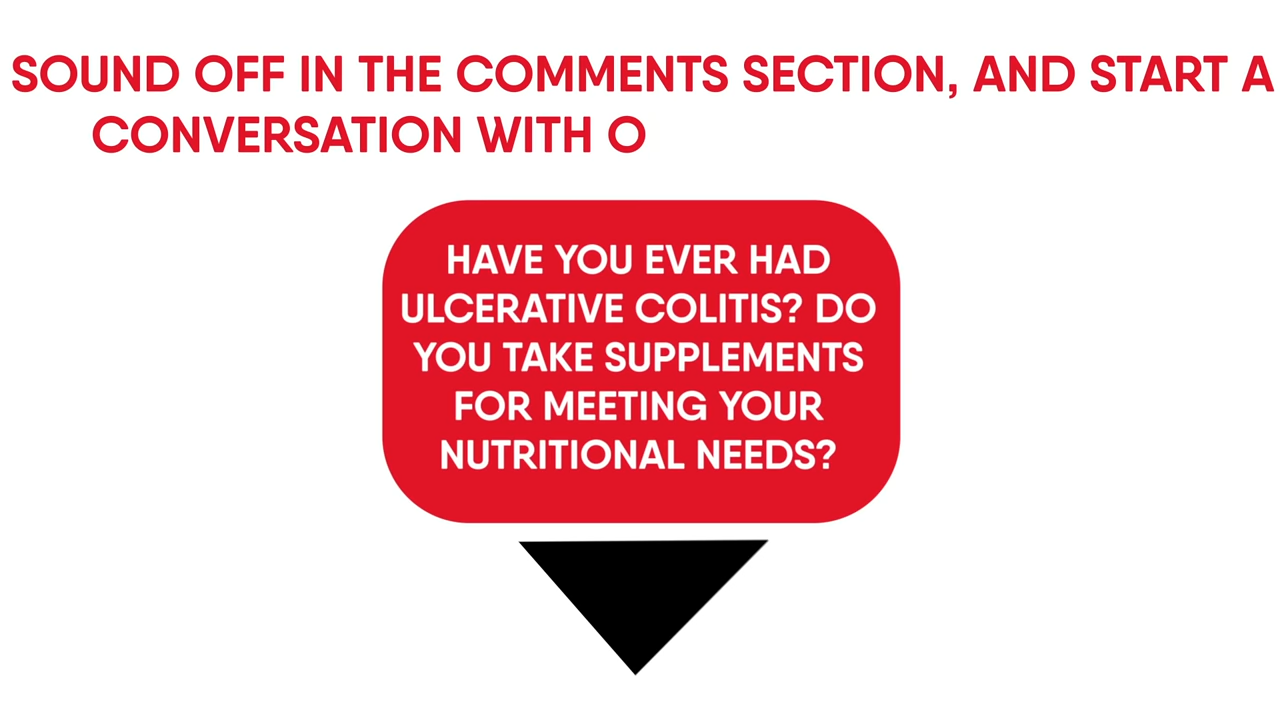 SOUND OFF IN THE COMMENTS SECTION, AND START A
CONVERSATION WITH O
HAVE YOU EVER HAD
ULCERATIVE COLITIS? DO
YOU TAKE SUPPLEMENTS
FOR MEETING YOUR
NUTRITIONAL NEEDS?